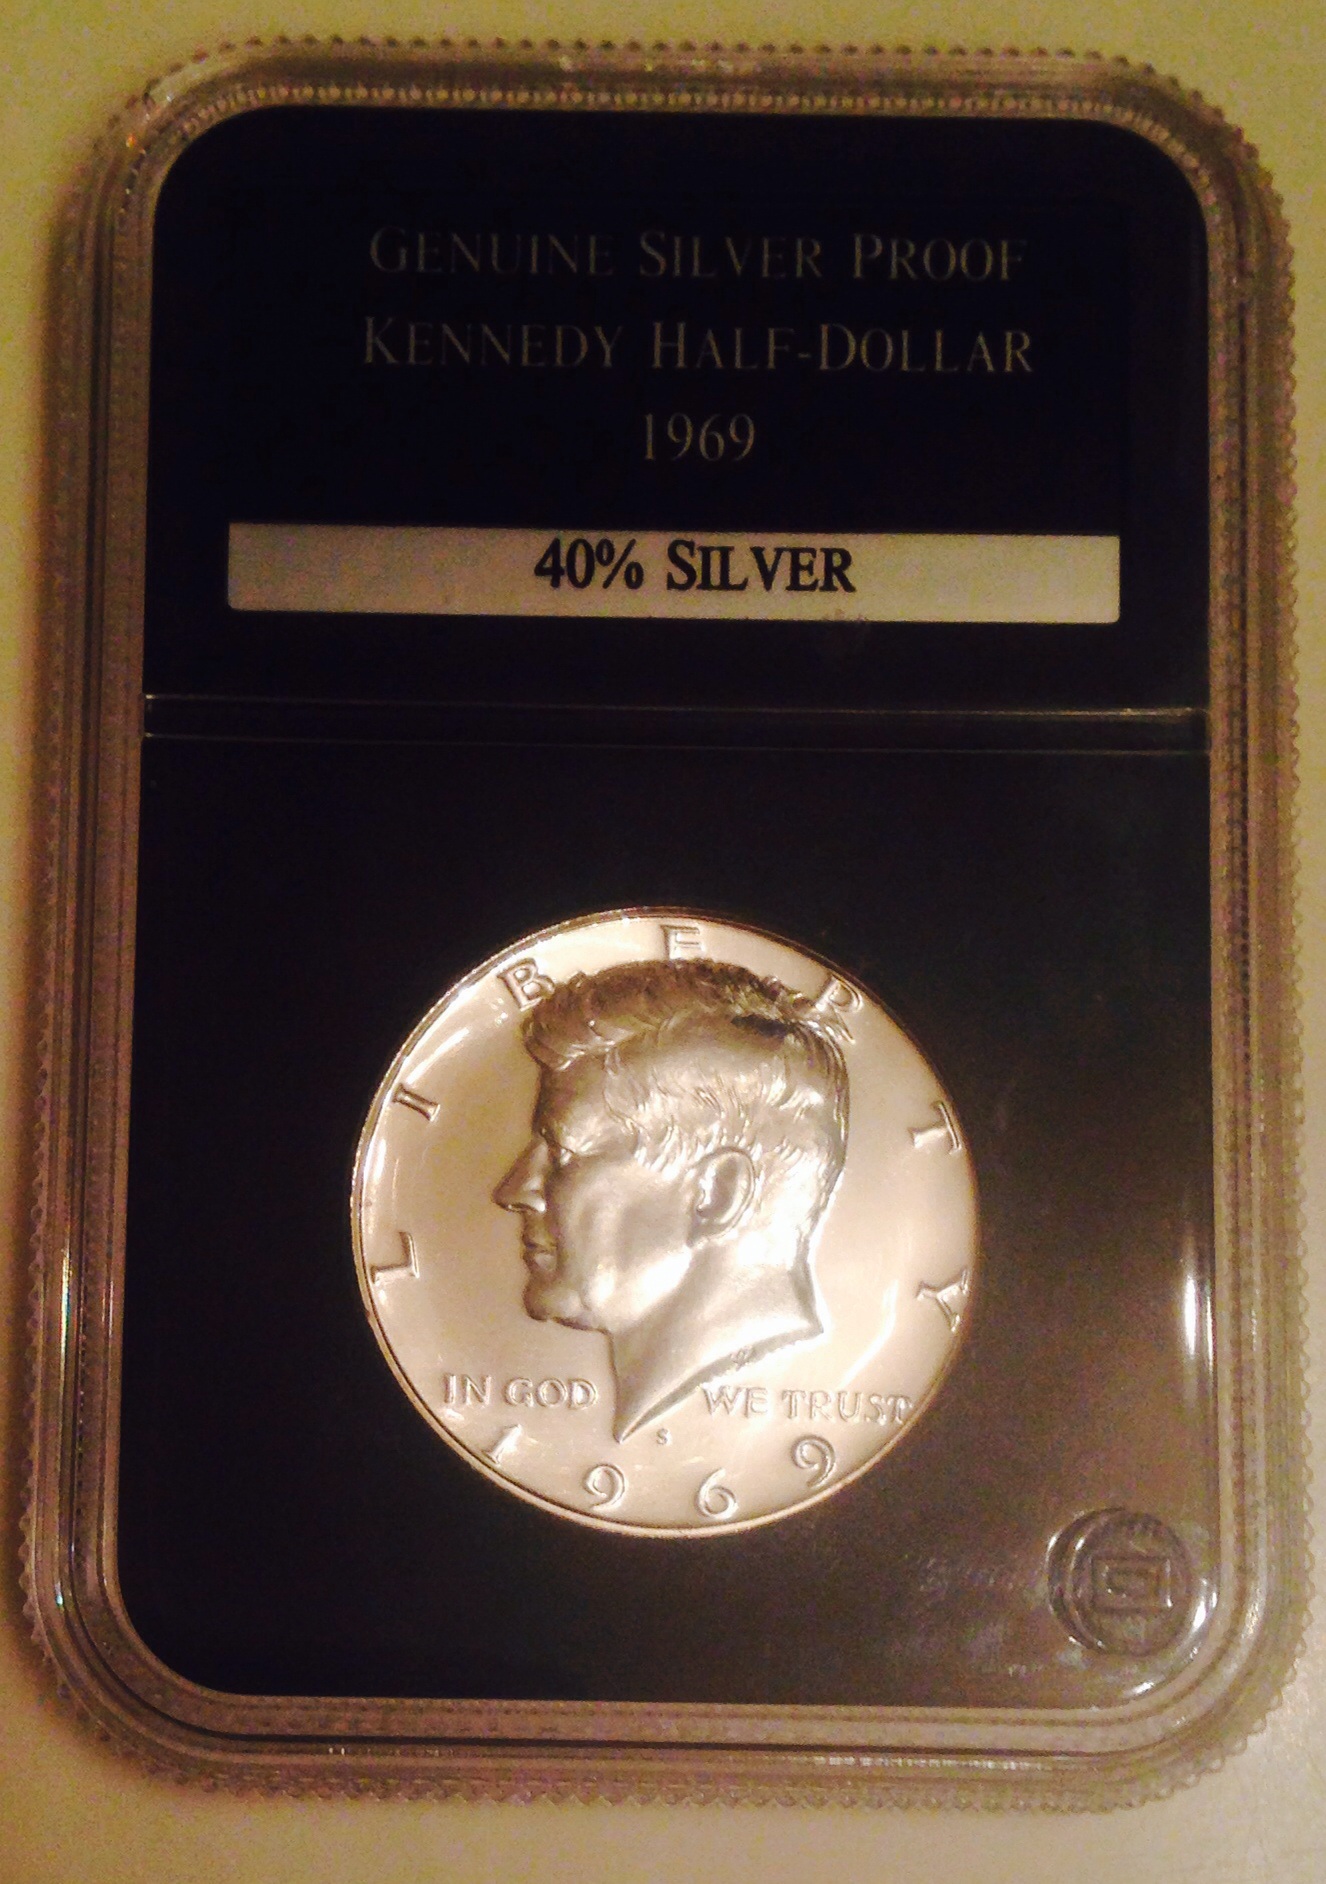 GENUINE SILVER PROOF
KENNEDY HALF-DOLLAR
1969
40% SILVER
LIBERTY
IN GOD WE TRUST
S
1969